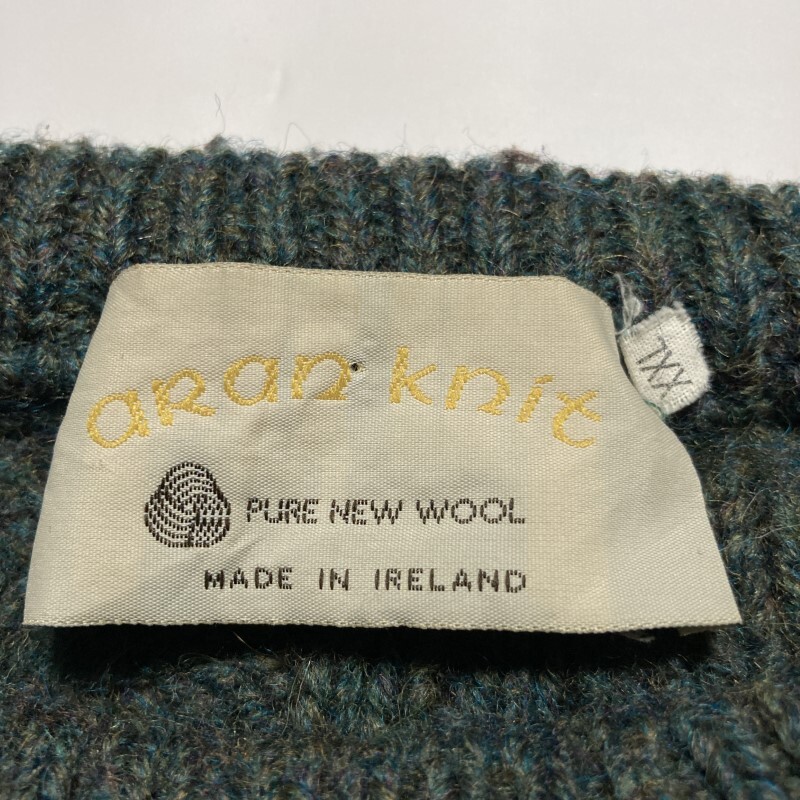 aran knit
XXL
PURE NEW WOOL
MADE IN IRELAND